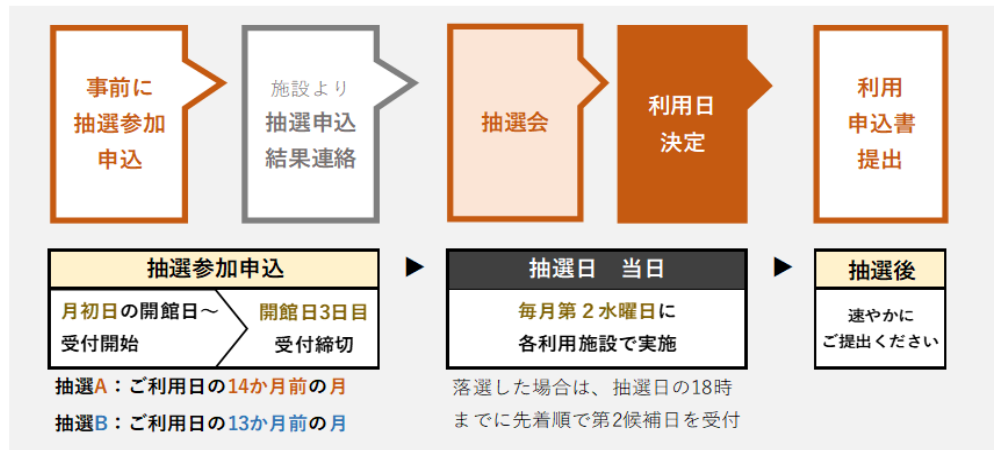 事前に
抽選参加
申込
施設より
抽選申込
結果連絡
抽選会
利用日
決定
利用
申込書
提出
抽選参加申込
月初日の開館日～
受付開始
開館日3日目
受付締切
▶
抽選日　当日
毎月第２水曜日に
各利用施設で実施
▶
抽選後
速やかに
ご提出ください
抽選A：ご利用日の14か月前の月
抽選B：ご利用日の13か月前の月
落選した場合は、抽選日の18時
までに先着順で第2候補日を受付